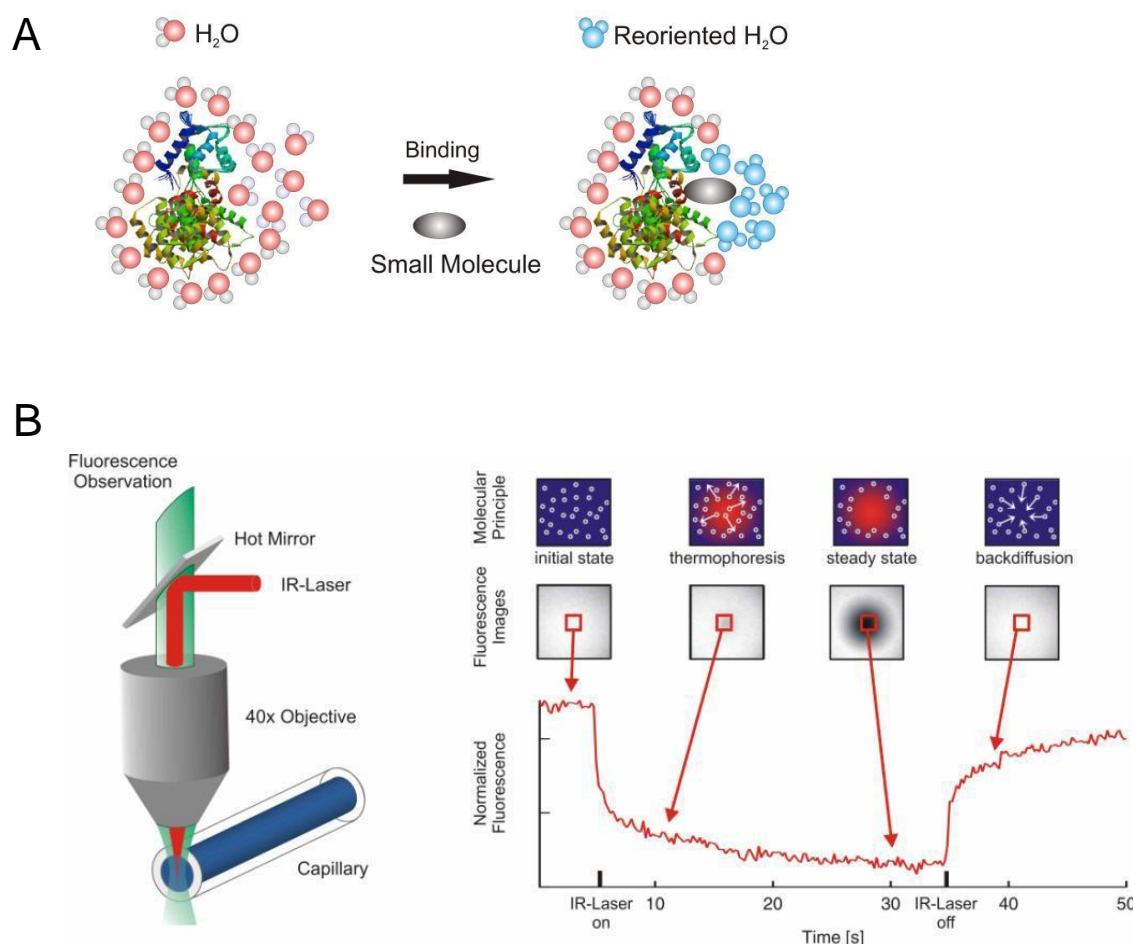 A
H₂O
Reoriented H₂O
Binding
Small Molecule
B
Fluorescence
Observation
Hot Mirror
IR-Laser
40x Objective
Capillary
Molecular
Principle
initial state
thermophoresis
steady state
backdiffusion
Fluorescence
Images
Normalized
Fluorescence
IR-Laser
on
10
20
30
IR-Laser
off
40
50
Time [s]